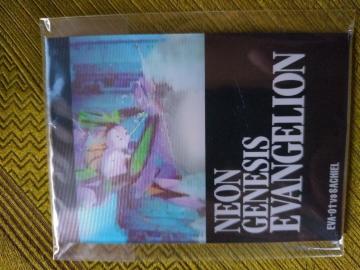 NEON
GENESIS
EVANGELION
EVA-01 vs SACHIEL